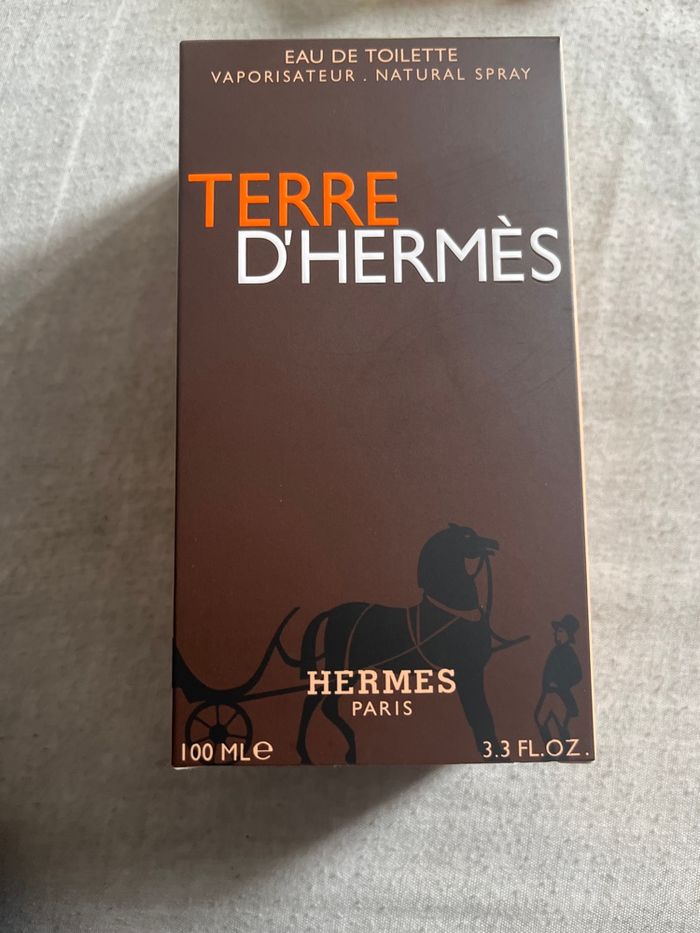 EAU DE TOILETTE
VAPORISATEUR . NATURAL SPRAY
TERRE
D'HERMÈS
HERMES
PARIS
100 ML℮
3.3 FL.OZ.